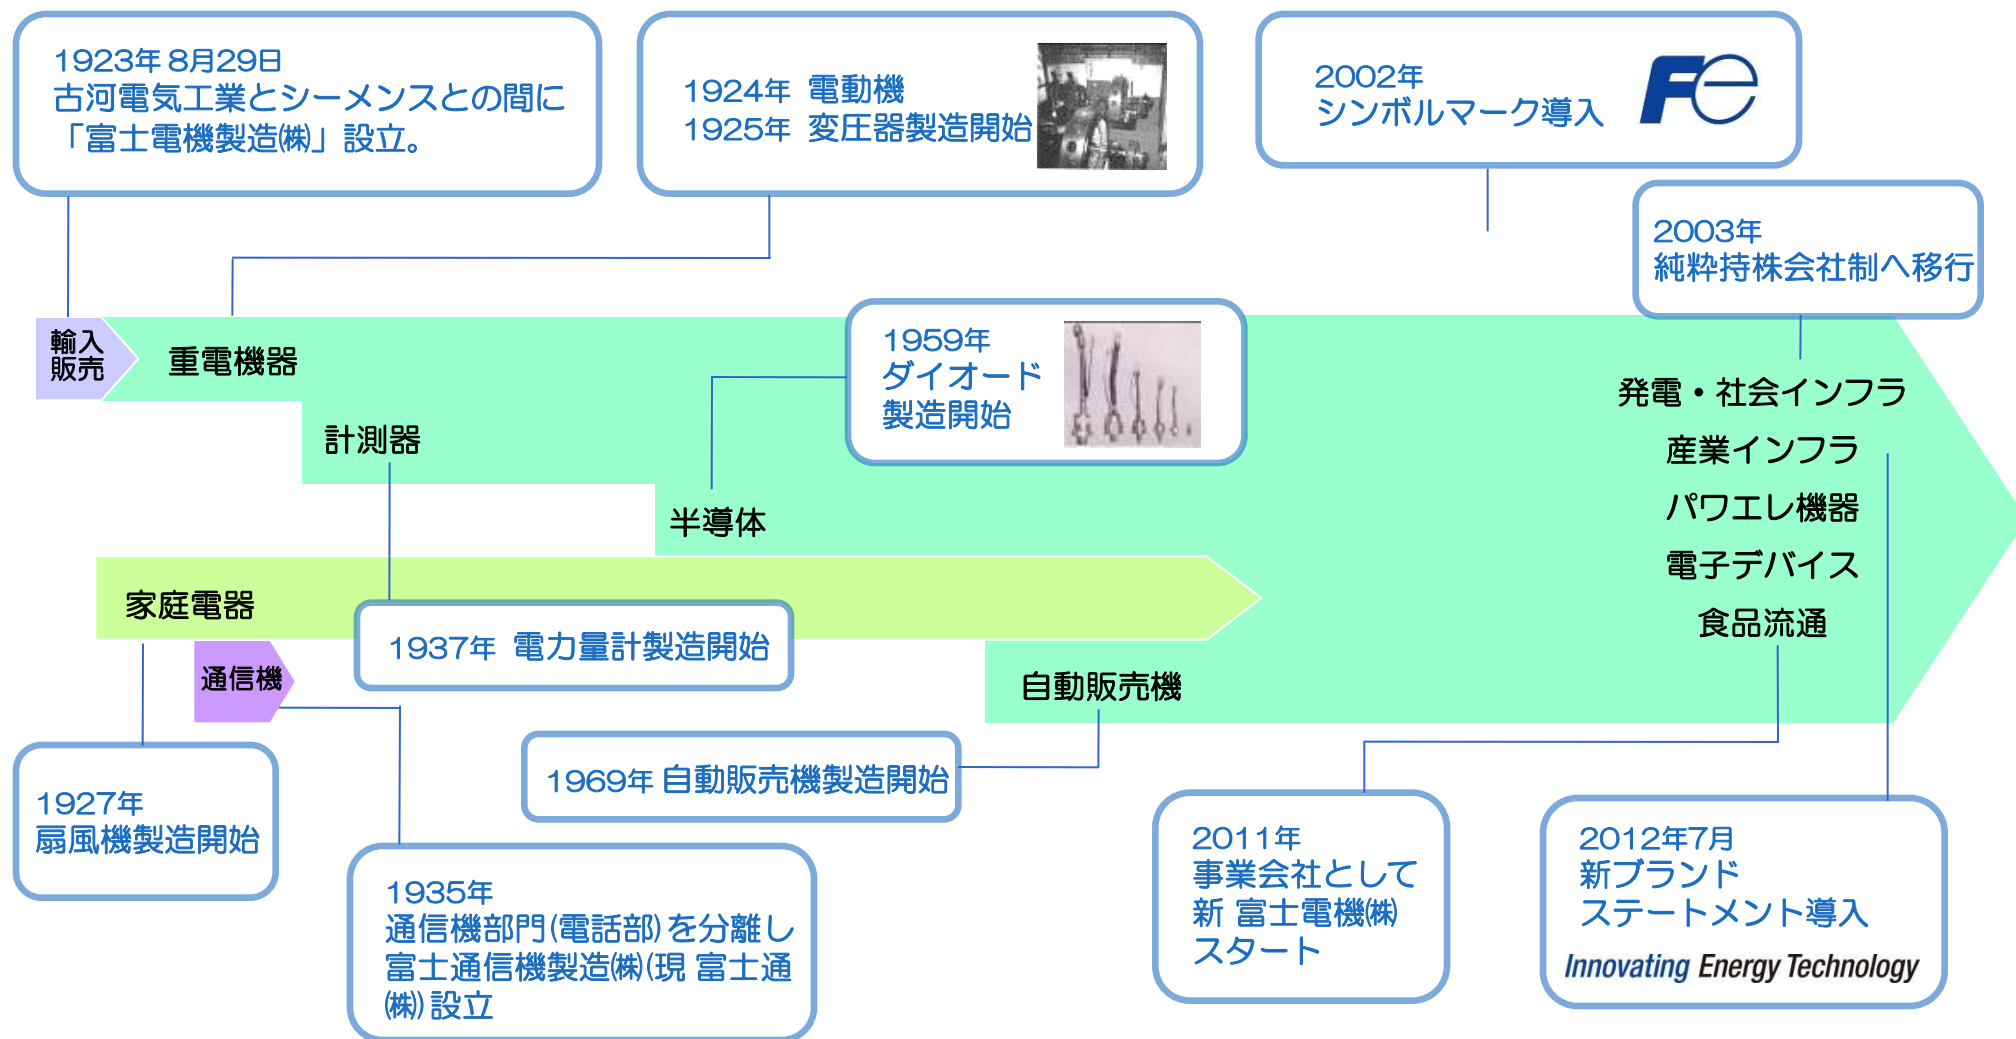 1923年 8月29日
古河電気工業とシーメンスとの間に
「富士電機製造㈱」設立。
1924年 電動機
1925年 変圧器製造開始
2002年
シンボルマーク導入
Fe
2003年
純粋持株会社制へ移行
輸入
販売
重電機器
1959年
ダイオード
製造開始
計測器
半導体
発電・社会インフラ
産業インフラ
パワエレ機器
電子デバイス
食品流通
家庭電器
1937年 電力量計製造開始
通信機
自動販売機
1969年 自動販売機製造開始
1927年
扇風機製造開始
1935年
通信機部門(電話部)を分離し
富士通信機製造㈱(現 富士通
㈱)設立
2011年
事業会社として
新 富士電機㈱
スタート
2012年7月
新ブランド
ステートメント導入
Innovating Energy Technology